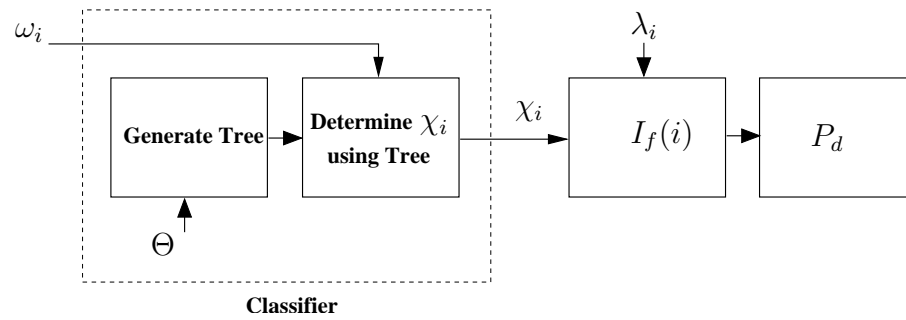 ω_i
λ_i
Generate Tree
Determine χ_i
using Tree
χ_i
I_f(i)
P_d
Θ
Classifier